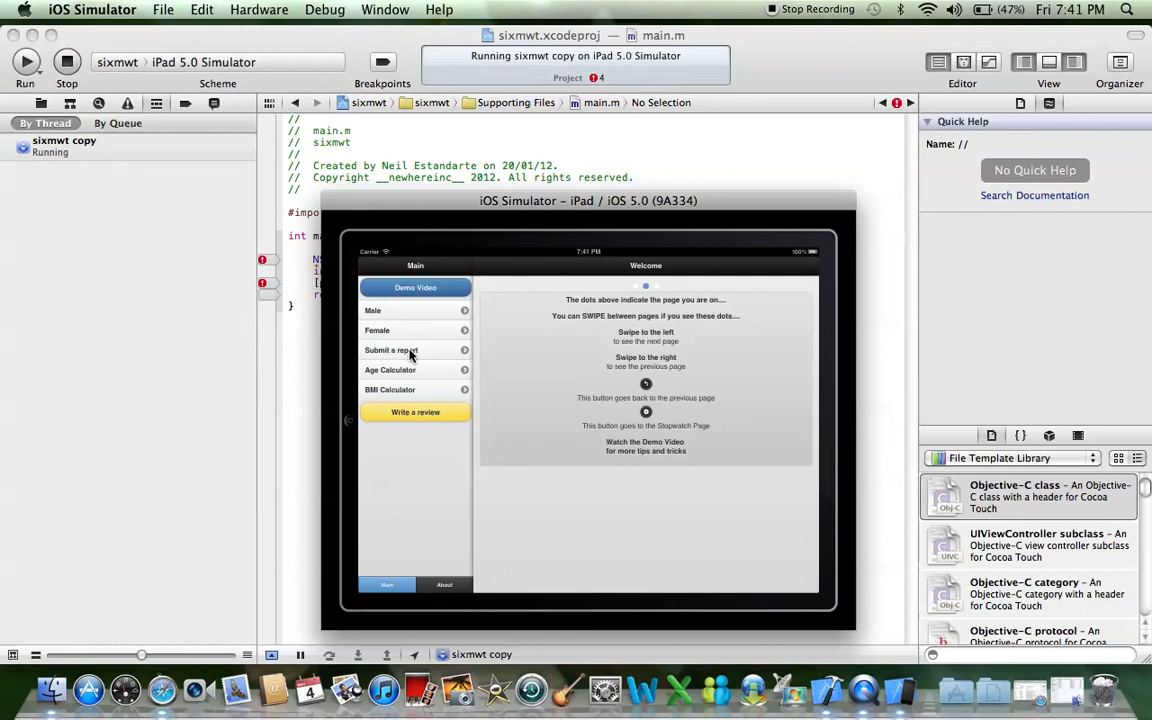 iOS Simulator File Edit Hardware Debug Window Help
Stop Recording (47%) Fri 7:41 PM
sixmwt.xcodeproj — main.m
sixmwt iPad 5.0 Simulator
Running sixmwt copy on iPad 5.0 Simulator
Project 4
Run Stop Scheme Breakpoints Editor View Organizer
sixmwt sixmwt Supporting Files main.m No Selection
By Thread By Queue
sixmwt copy
Running
//
// main.m
// sixmwt
//
// Created by Neil Estandarte on 20/01/12.
// Copyright __newhereinc__ 2012. All rights reserved.
//
#impo
int m
}
Quick Help
Name: //
No Quick Help
Search Documentation
iOS Simulator – iPad / iOS 5.0 (9A334)
Carrier 7:41 PM 100%
Main Welcome
Demo Video
Male
Female
Submit a report
Age Calculator
BMI Calculator
Write a review
The dots above indicate the page you are on....
You can SWIPE between pages if you see these dots....
Swipe to the left
to see the next page
Swipe to the right
to see the previous page
This button goes back to the previous page
This button goes to the Stopwatch Page
Watch the Demo Video
for more tips and tricks
Main About
File Template Library
Objective-C class - An Objective-
C class with a header for Cocoa
Touch
UIViewController subclass - An
Objective-C view controller subclass
for Cocoa Touch
Objective-C category - An
Objective-C category with a header
for Cocoa Touch
Objective-C protocol - An
Objective-C protocol with a header
sixmwt copy